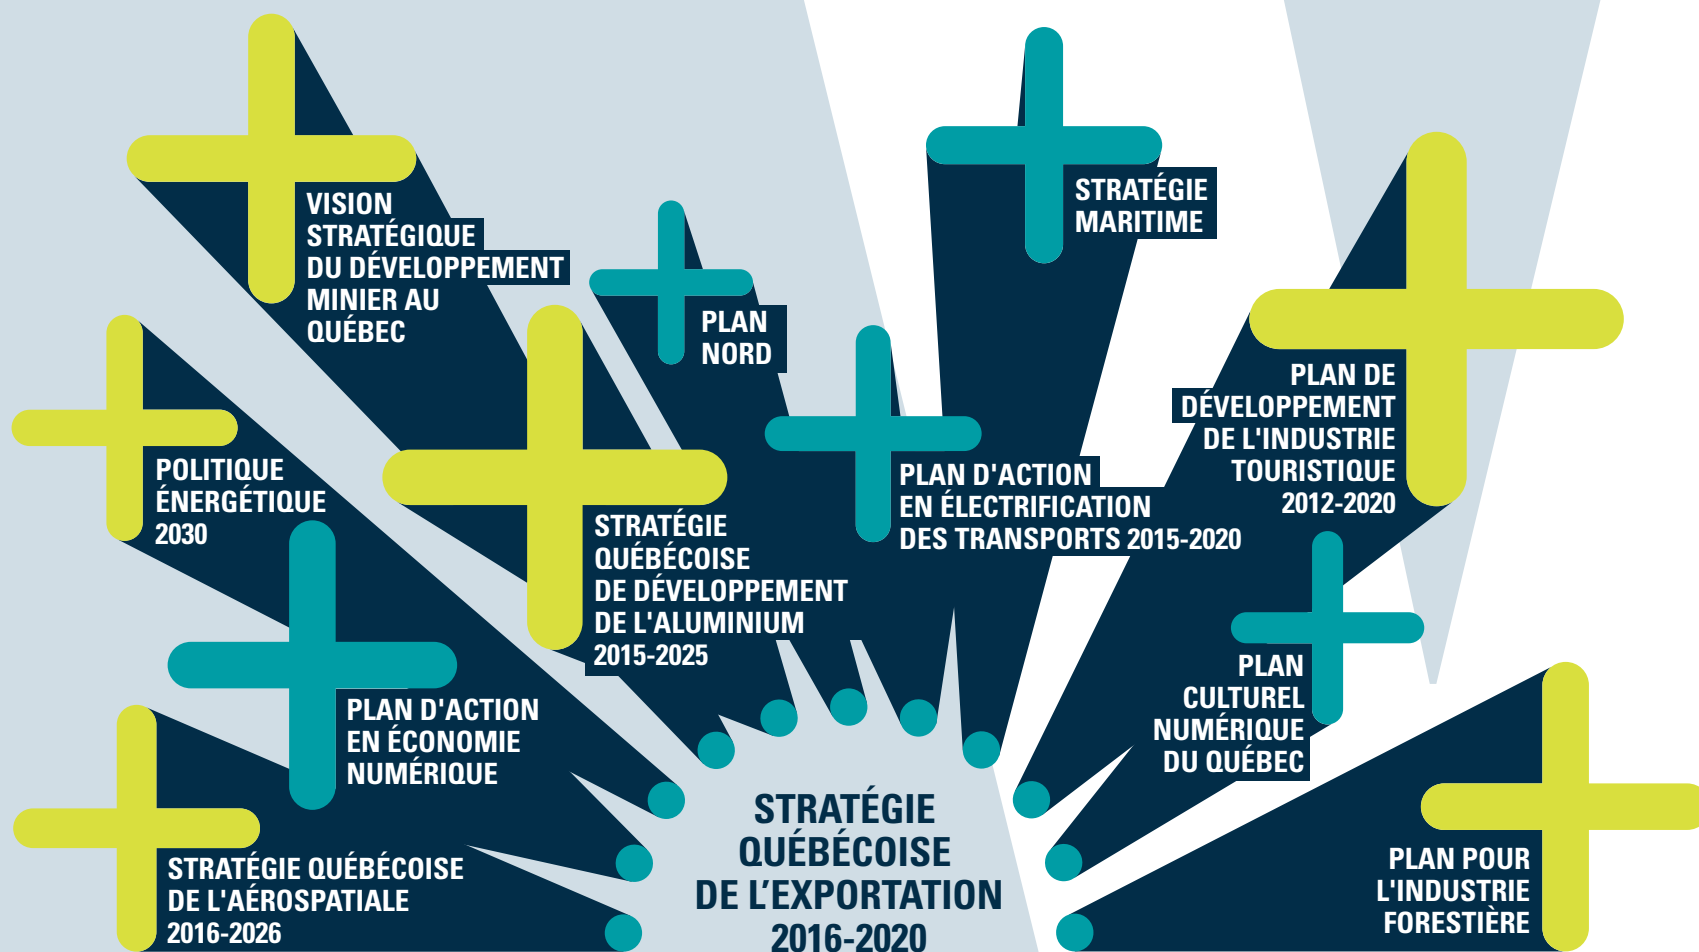 VISION
STRATÉGIQUE
DU DÉVELOPPEMENT
MINIER AU
QUÉBEC
PLAN
NORD
STRATÉGIE
MARITIME
PLAN DE
DÉVELOPPEMENT
DE L'INDUSTRIE
TOURISTIQUE
2012-2020
POLITIQUE
ÉNERGÉTIQUE
2030
STRATÉGIE
QUÉBÉCOISE
DE DÉVELOPPEMENT
DE L'ALUMINIUM
2015-2025
PLAN D'ACTION
EN ÉLECTRIFICATION
DES TRANSPORTS 2015-2020
PLAN
CULTUREL
NUMÉRIQUE
DU QUÉBEC
PLAN D'ACTION
EN ÉCONOMIE
NUMÉRIQUE
STRATÉGIE QUÉBÉCOISE
DE L'AÉROSPATIALE
2016-2026
STRATÉGIE
QUÉBÉCOISE
DE L’EXPORTATION
2016-2020
PLAN POUR
L'INDUSTRIE
FORESTIÈRE